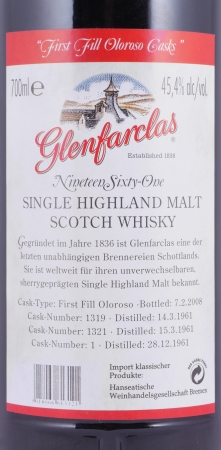 "First Fill Oloroso Casks"
700ml e 45,4% vol
Glenfarclas
Established 1836
NineteenSixty-One
SINGLE HIGHLAND MALT
SCOTCH WHISKY
Gegründet im Jahre 1836 ist Glenfarclas eine der
letzten unabhängigen Brennereien Schottlands.
Sie ist weltweit für ihren unverwechselbaren,
sherrygeprägten Single Highland Malt bekannt.
Cask-Type: First Fill Oloroso -Bottled: 7.2.2008
Cask-Number: 1319 - Distilled: 14.3.1961
Cask-Number: 1321 - Distilled: 15.3.1961
Cask-Number: 1 - Distilled: 28.12.1961
Import klassischer
Produkte:
Hanseatische
Weinhandelsgesellschaft Bremen